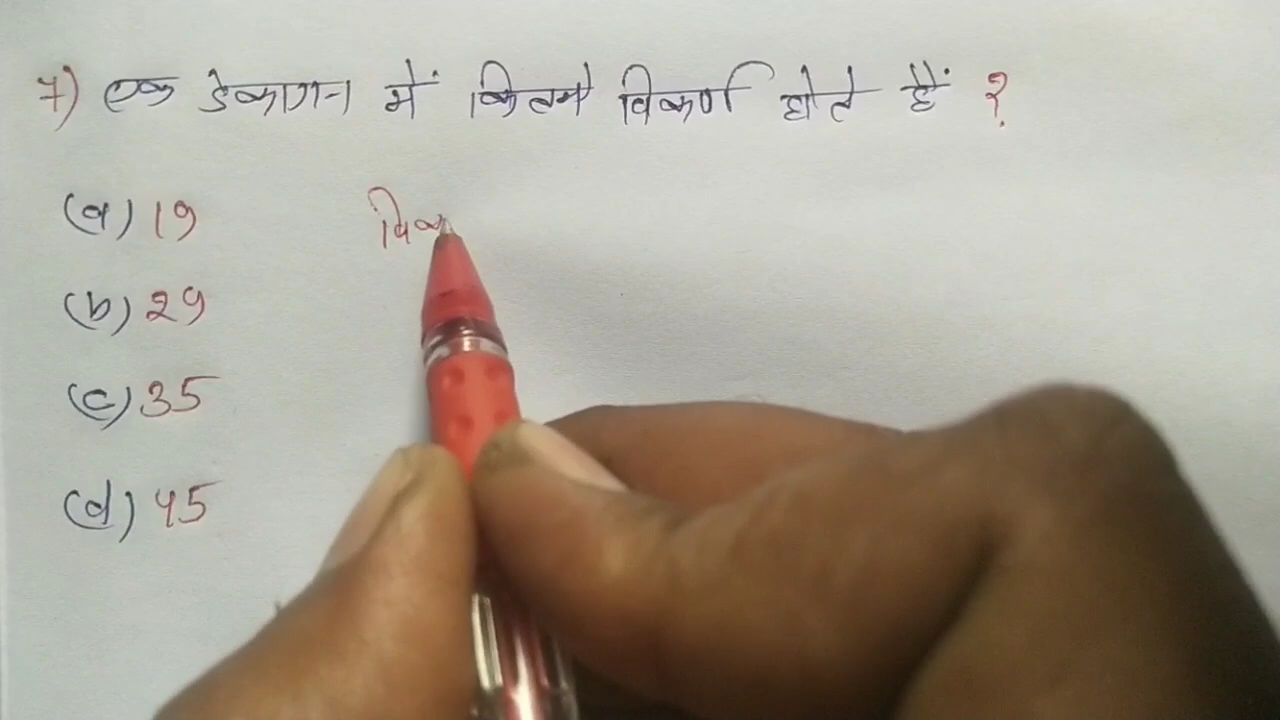 7) एक डेकागन में कितने विकर्ण होते हैं ?
(a) 19
(b) 29
(c) 35
(d) 45
विक